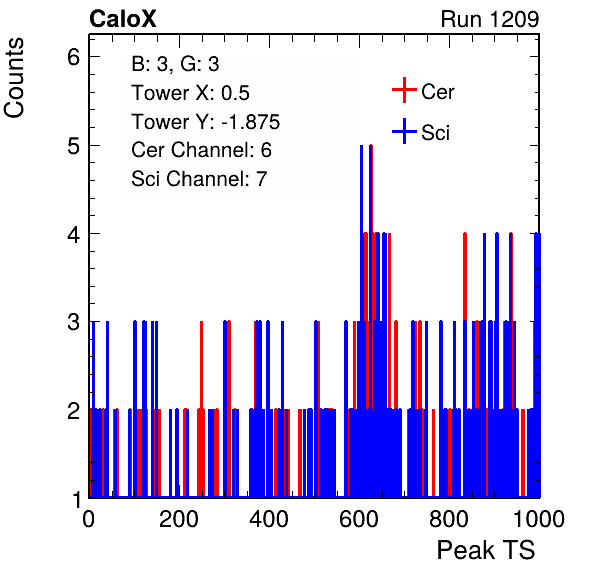 CaloX Run 1209
Counts
B: 3, G: 3
Tower X: 0.5
Tower Y: -1.875
Cer Channel: 6
Sci Channel: 7
Cer
Sci
6
5
4
3
2
1
0 200 400 600 800 1000
Peak TS